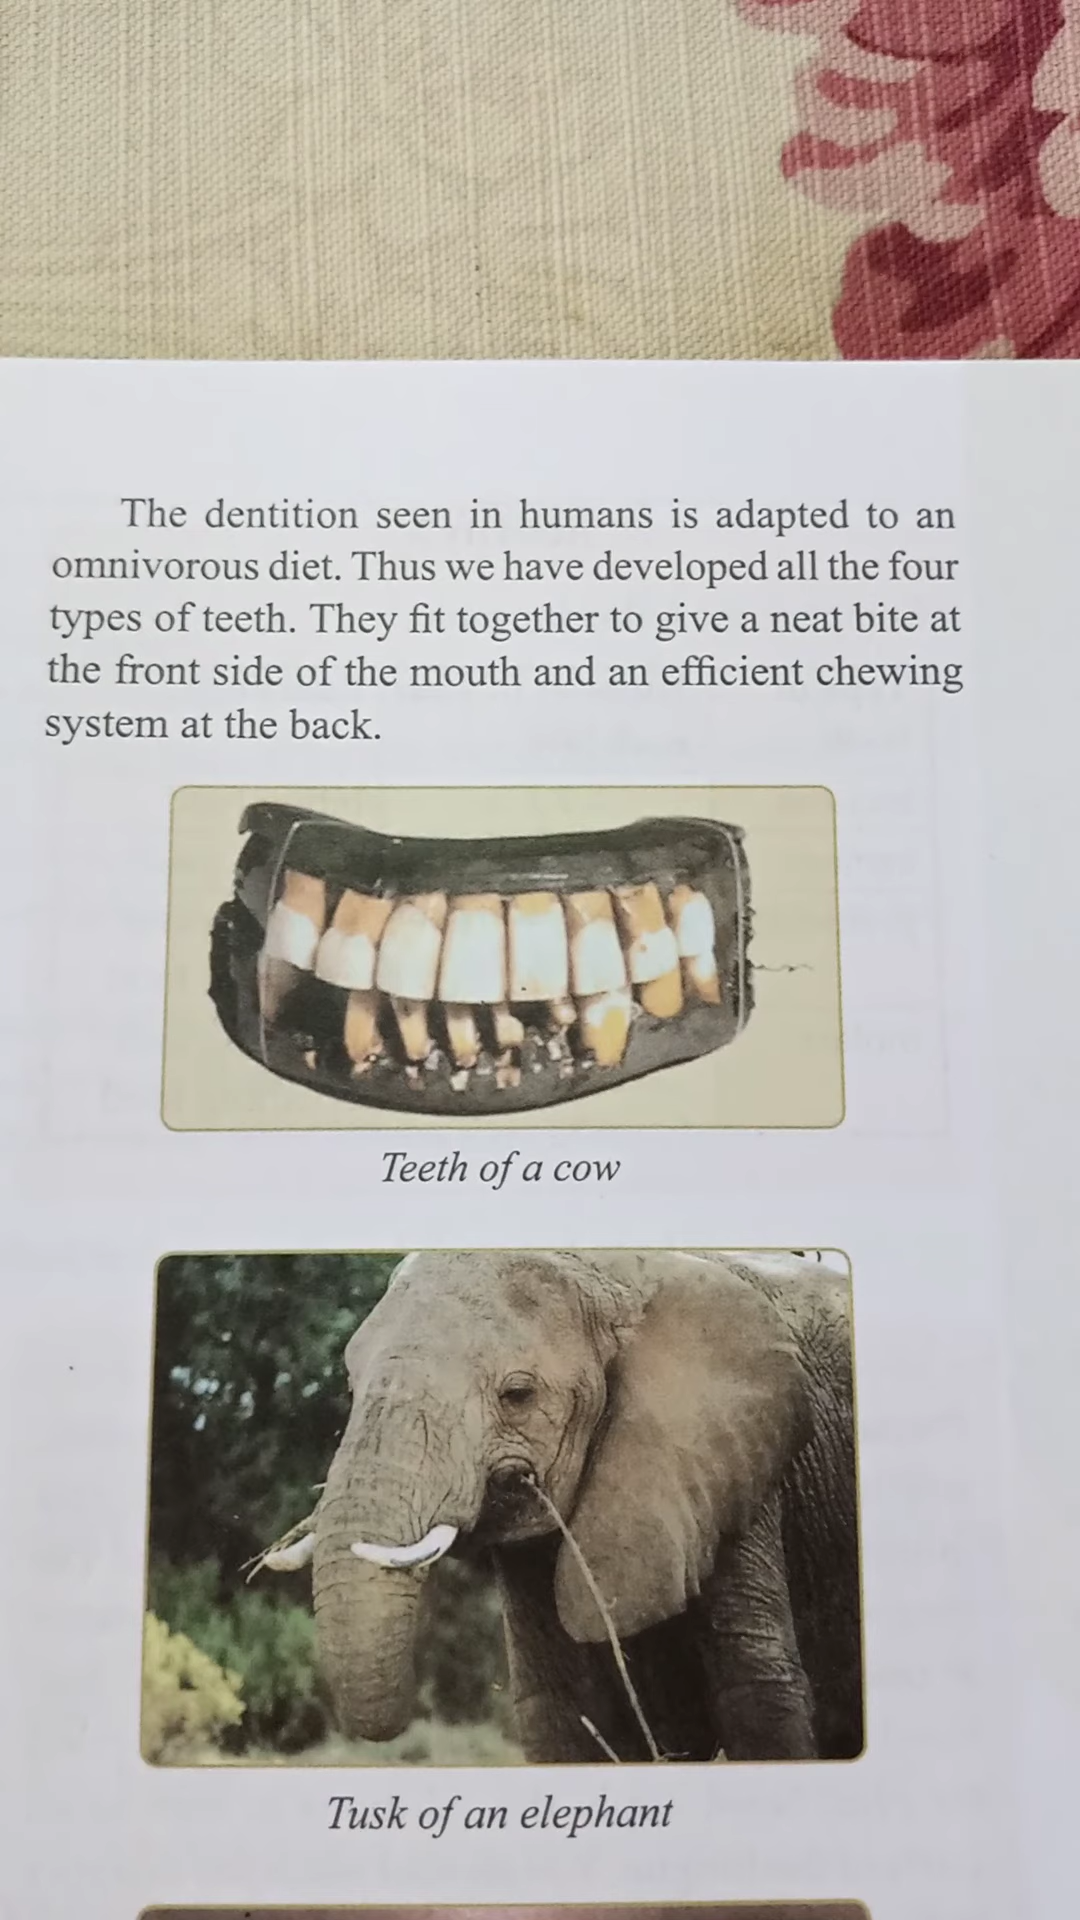 The dentition seen in humans is adapted to an
omnivorous diet. Thus we have developed all the four
types of teeth. They fit together to give a neat bite at
the front side of the mouth and an efficient chewing
system at the back.
Teeth of a cow
Tusk of an elephant